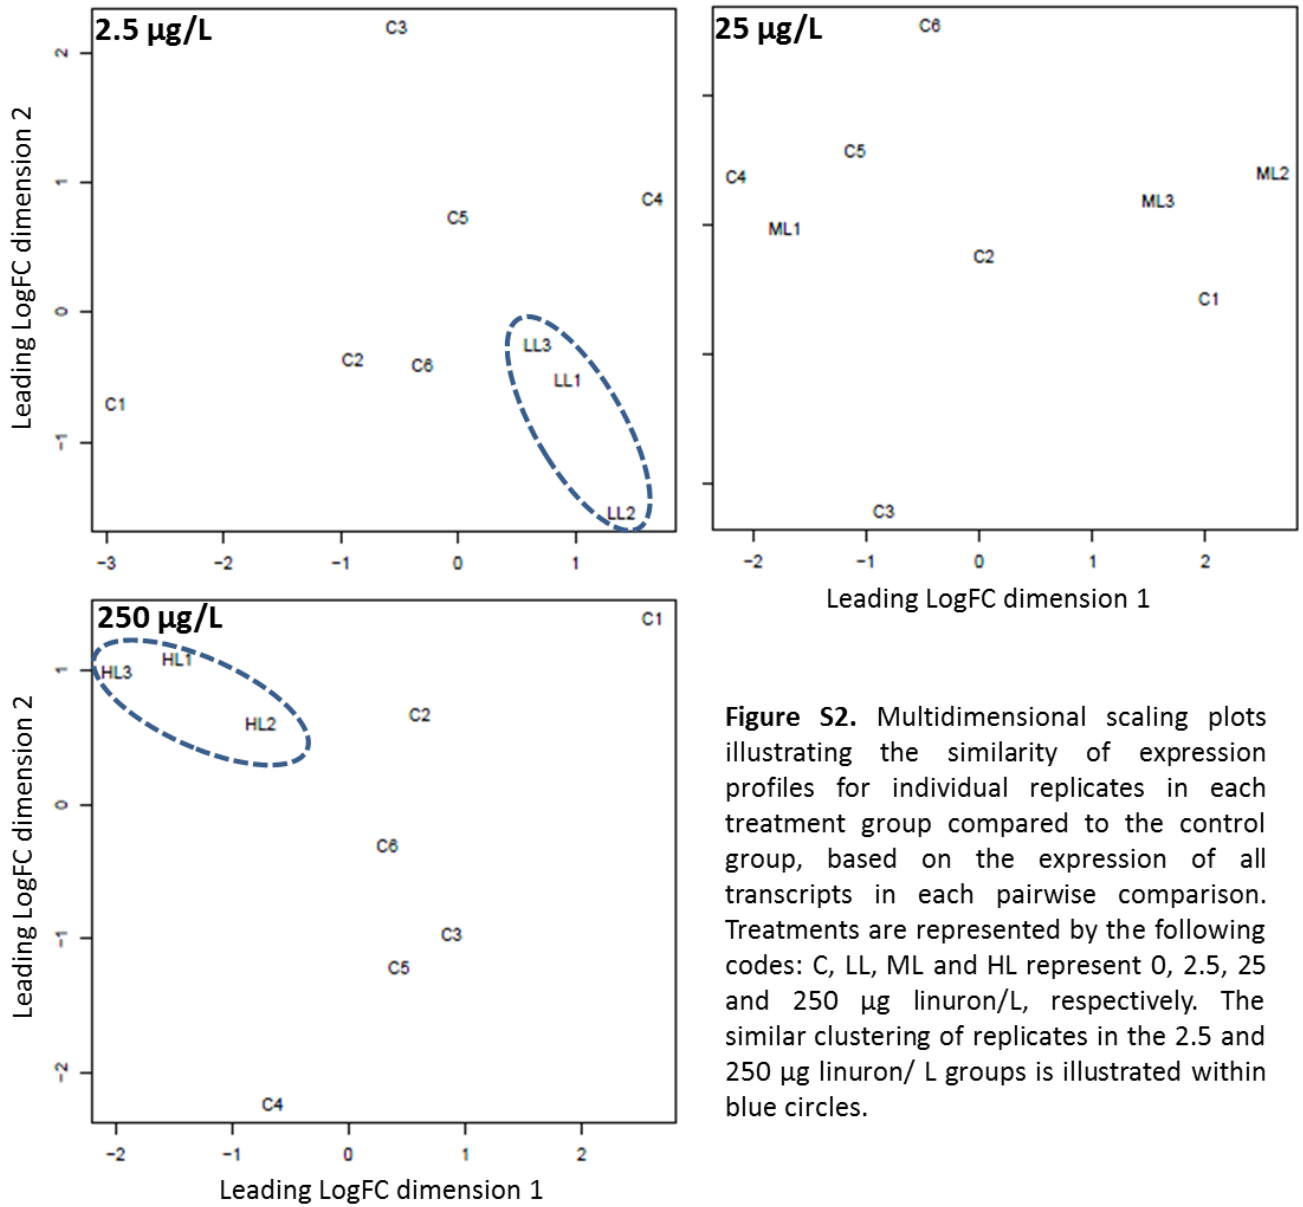 2.5 µg/L
Leading LogFC dimension 2
2
1
0
−1
C3
C4
C5
C2
C6
C1
LL3
LL1
LL2
−3
−2
−1
0
1
25 µg/L
C6
C5
C4
ML1
C2
ML3
ML2
C1
C3
−2
−1
0
1
2
Leading LogFC dimension 1
250 µg/L
Leading LogFC dimension 2
1
0
−1
−2
C1
HL1
HL3
HL2
C2
C6
C3
C5
C4
−2
−1
0
1
2
Leading LogFC dimension 1
Figure S2. Multidimensional scaling plots
illustrating the similarity of expression
profiles for individual replicates in each
treatment group compared to the control
group, based on the expression of all
transcripts in each pairwise comparison.
Treatments are represented by the following
codes: C, LL, ML and HL represent 0, 2.5, 25
and 250 µg linuron/L, respectively. The
similar clustering of replicates in the 2.5 and
250 µg linuron/ L groups is illustrated within
blue circles.